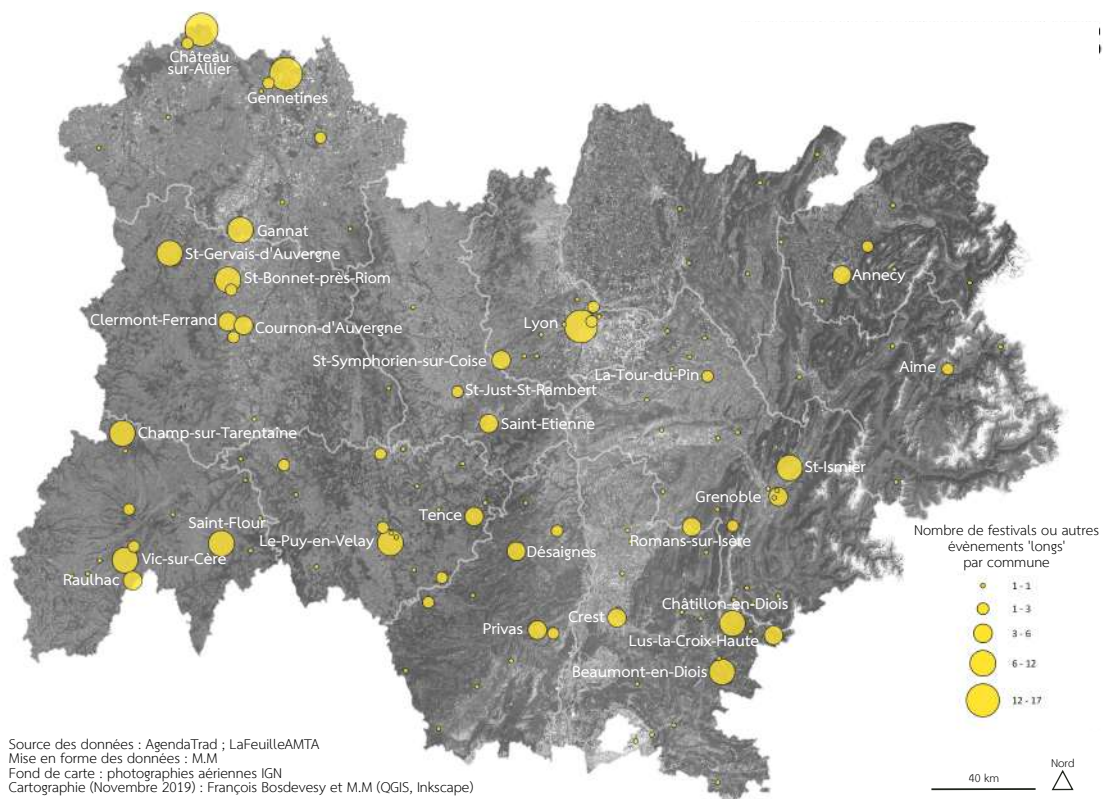 Château
sur-Allier
Gennetines
Gannat
St-Gervais-d'Auvergne
St-Bonnet-près-Riom
Clermont-Ferrand
Cournon-d'Auvergne
Annecy
Lyon
St-Symphorien-sur-Coise
La-Tour-du-Pin
Aime
St-Just-St-Rambert
Saint-Etienne
Champ-sur-Tarentaine
St-Ismier
Grenoble
Tence
Saint-Flour
Le-Puy-en-Velay
Romans-sur-Isère
Désaignes
Vic-sur-Cère
Raulhac
Châtillon-en-Diois
Crest
Privas
Lus-la-Croix-Haute
Beaumont-en-Diois
Nombre de festivals ou autres
évènements 'longs'
par commune
1 - 1
1 - 3
3 - 6
6 - 12
12 - 17
Source des données : AgendaTrad ; LaFeuilleAMTA
Mise en forme des données : M.M
Fond de carte : photographies aériennes IGN
Cartographie (Novembre 2019) : François Bosdevesy et M.M (QGIS, Inkscape)
40 km
Nord